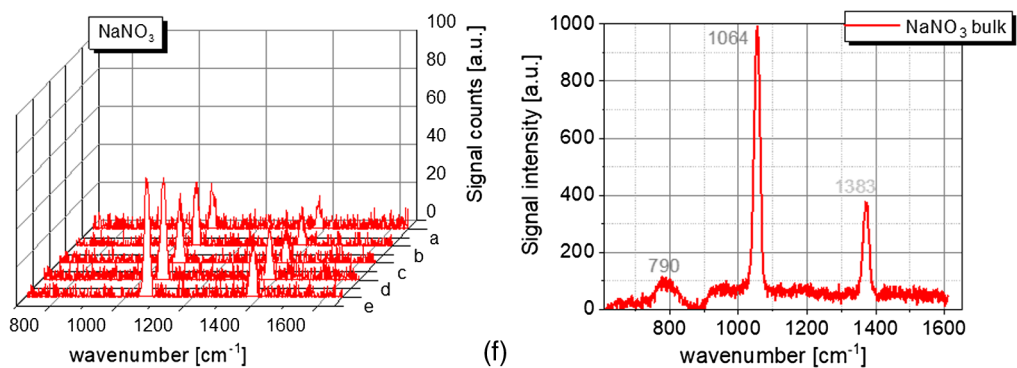 NaNO3
100
80
60
40
20
0
Signal counts [a.u.]
a
b
c
d
e
800 1000 1200 1400 1600
wavenumber [cm-1]
(f)
NaNO3 bulk
1000
800
600
400
200
0
Signal intensity [a.u.]
1064
1383
790
800 1000 1200 1400 1600
wavenumber [cm-1]